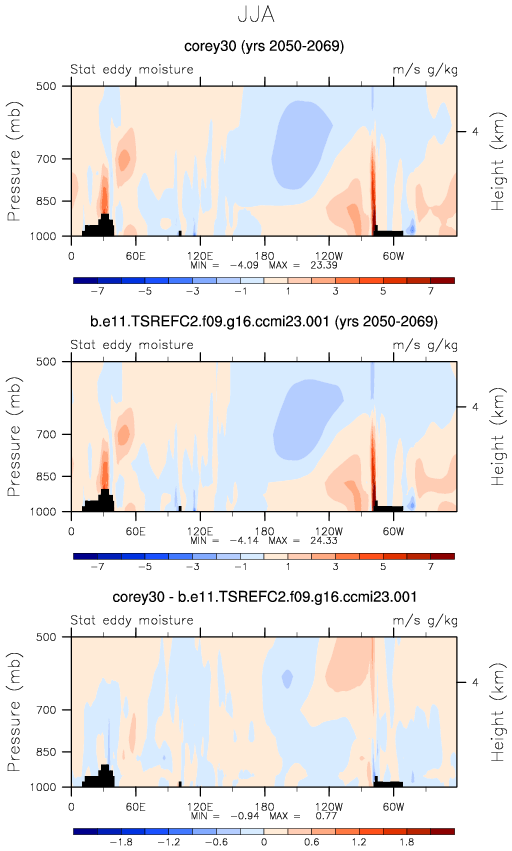 JJA
corey30 (yrs 2050-2069)
Stat eddy moisture m/s g/kg
Pressure (mb)
500
700
850
1000
Height (km)
4
0 60E 120E 180 120W 60W
MIN = -4.09 MAX = 23.39
-7 -5 -3 -1 1 3 5 7
b.e11.TSREFC2.f09.g16.ccmi23.001 (yrs 2050-2069)
Stat eddy moisture m/s g/kg
Pressure (mb)
500
700
850
1000
Height (km)
4
0 60E 120E 180 120W 60W
MIN = -4.14 MAX = 24.33
-7 -5 -3 -1 1 3 5 7
corey30 - b.e11.TSREFC2.f09.g16.ccmi23.001
Stat eddy moisture m/s g/kg
Pressure (mb)
500
700
850
1000
Height (km)
4
0 60E 120E 180 120W 60W
MIN = -0.94 MAX = 0.77
-1.8 -1.2 -0.6 0 0.6 1.2 1.8